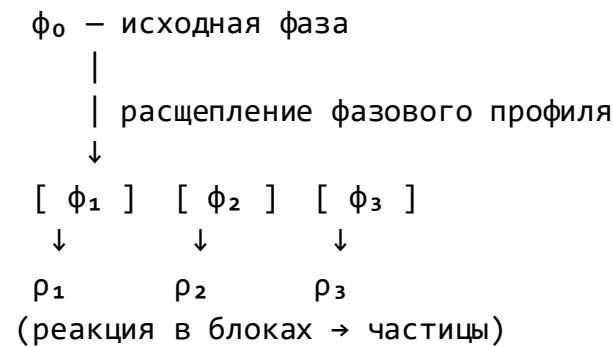 ϕ₀ — исходная фаза
|
| расщепление фазового профиля
↓
[ ϕ₁ ] [ ϕ₂ ] [ ϕ₃ ]
↓ ↓ ↓
ρ₁ ρ₂ ρ₃
(реакция в блоках → частицы)